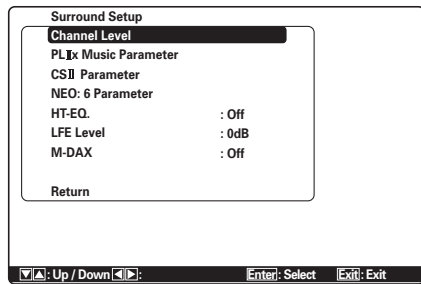 Surround Setup
Channel Level
PLⅡx Music Parameter
CSⅡ Parameter
NEO: 6 Parameter
HT-EQ. : Off
LFE Level : 0dB
M-DAX : Off
Return
▼▲: Up / Down ◀▶: Enter: Select Exit: Exit